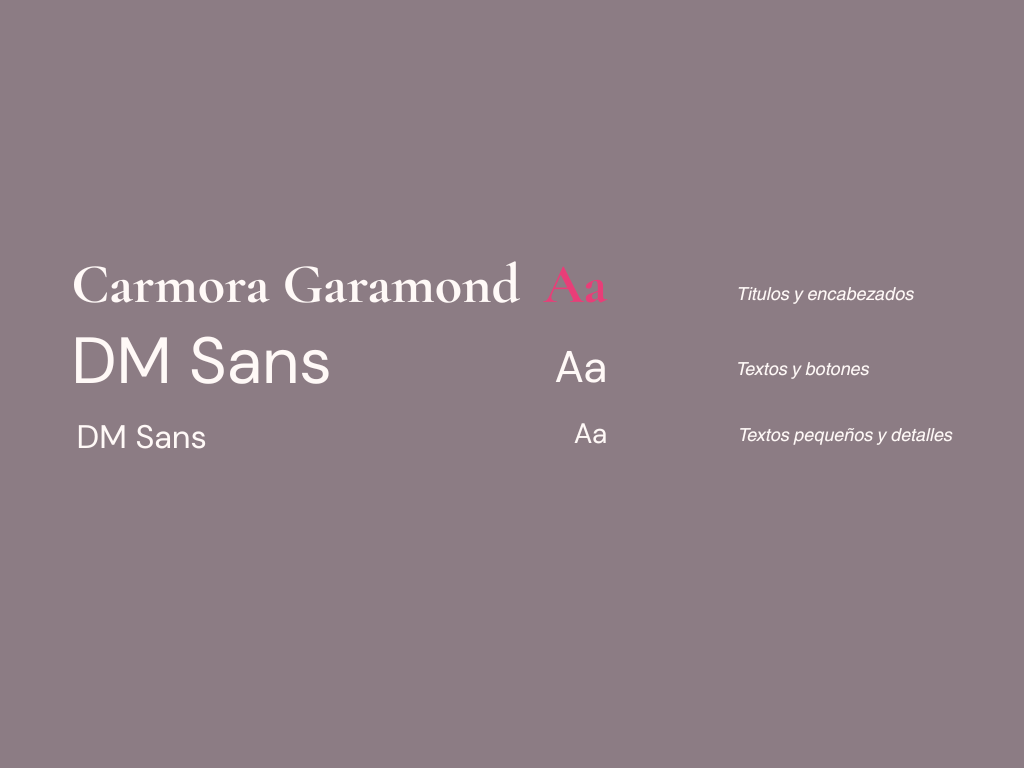 Carmora Garamond Aa Titulos y encabezados
DM Sans Aa Textos y botones
DM Sans Aa Textos pequeños y detalles